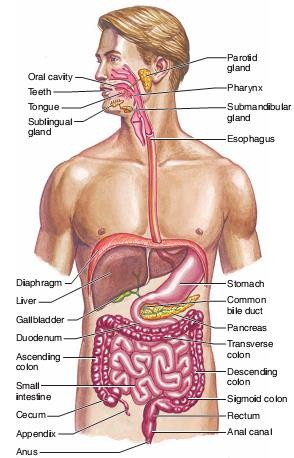 Oral cavity
Teeth
Tongue
Sublingual
gland
Parotid
gland
Pharynx
Submandibular
gland
Esophagus
Diaphragm
Liver
Gallbladder
Duodenum
Ascending
colon
Small
intestine
Cecum
Appendix
Anus
Stomach
Common
bile duct
Pancreas
Transverse
colon
Descending
colon
Sigmoid colon
Rectum
Anal canal